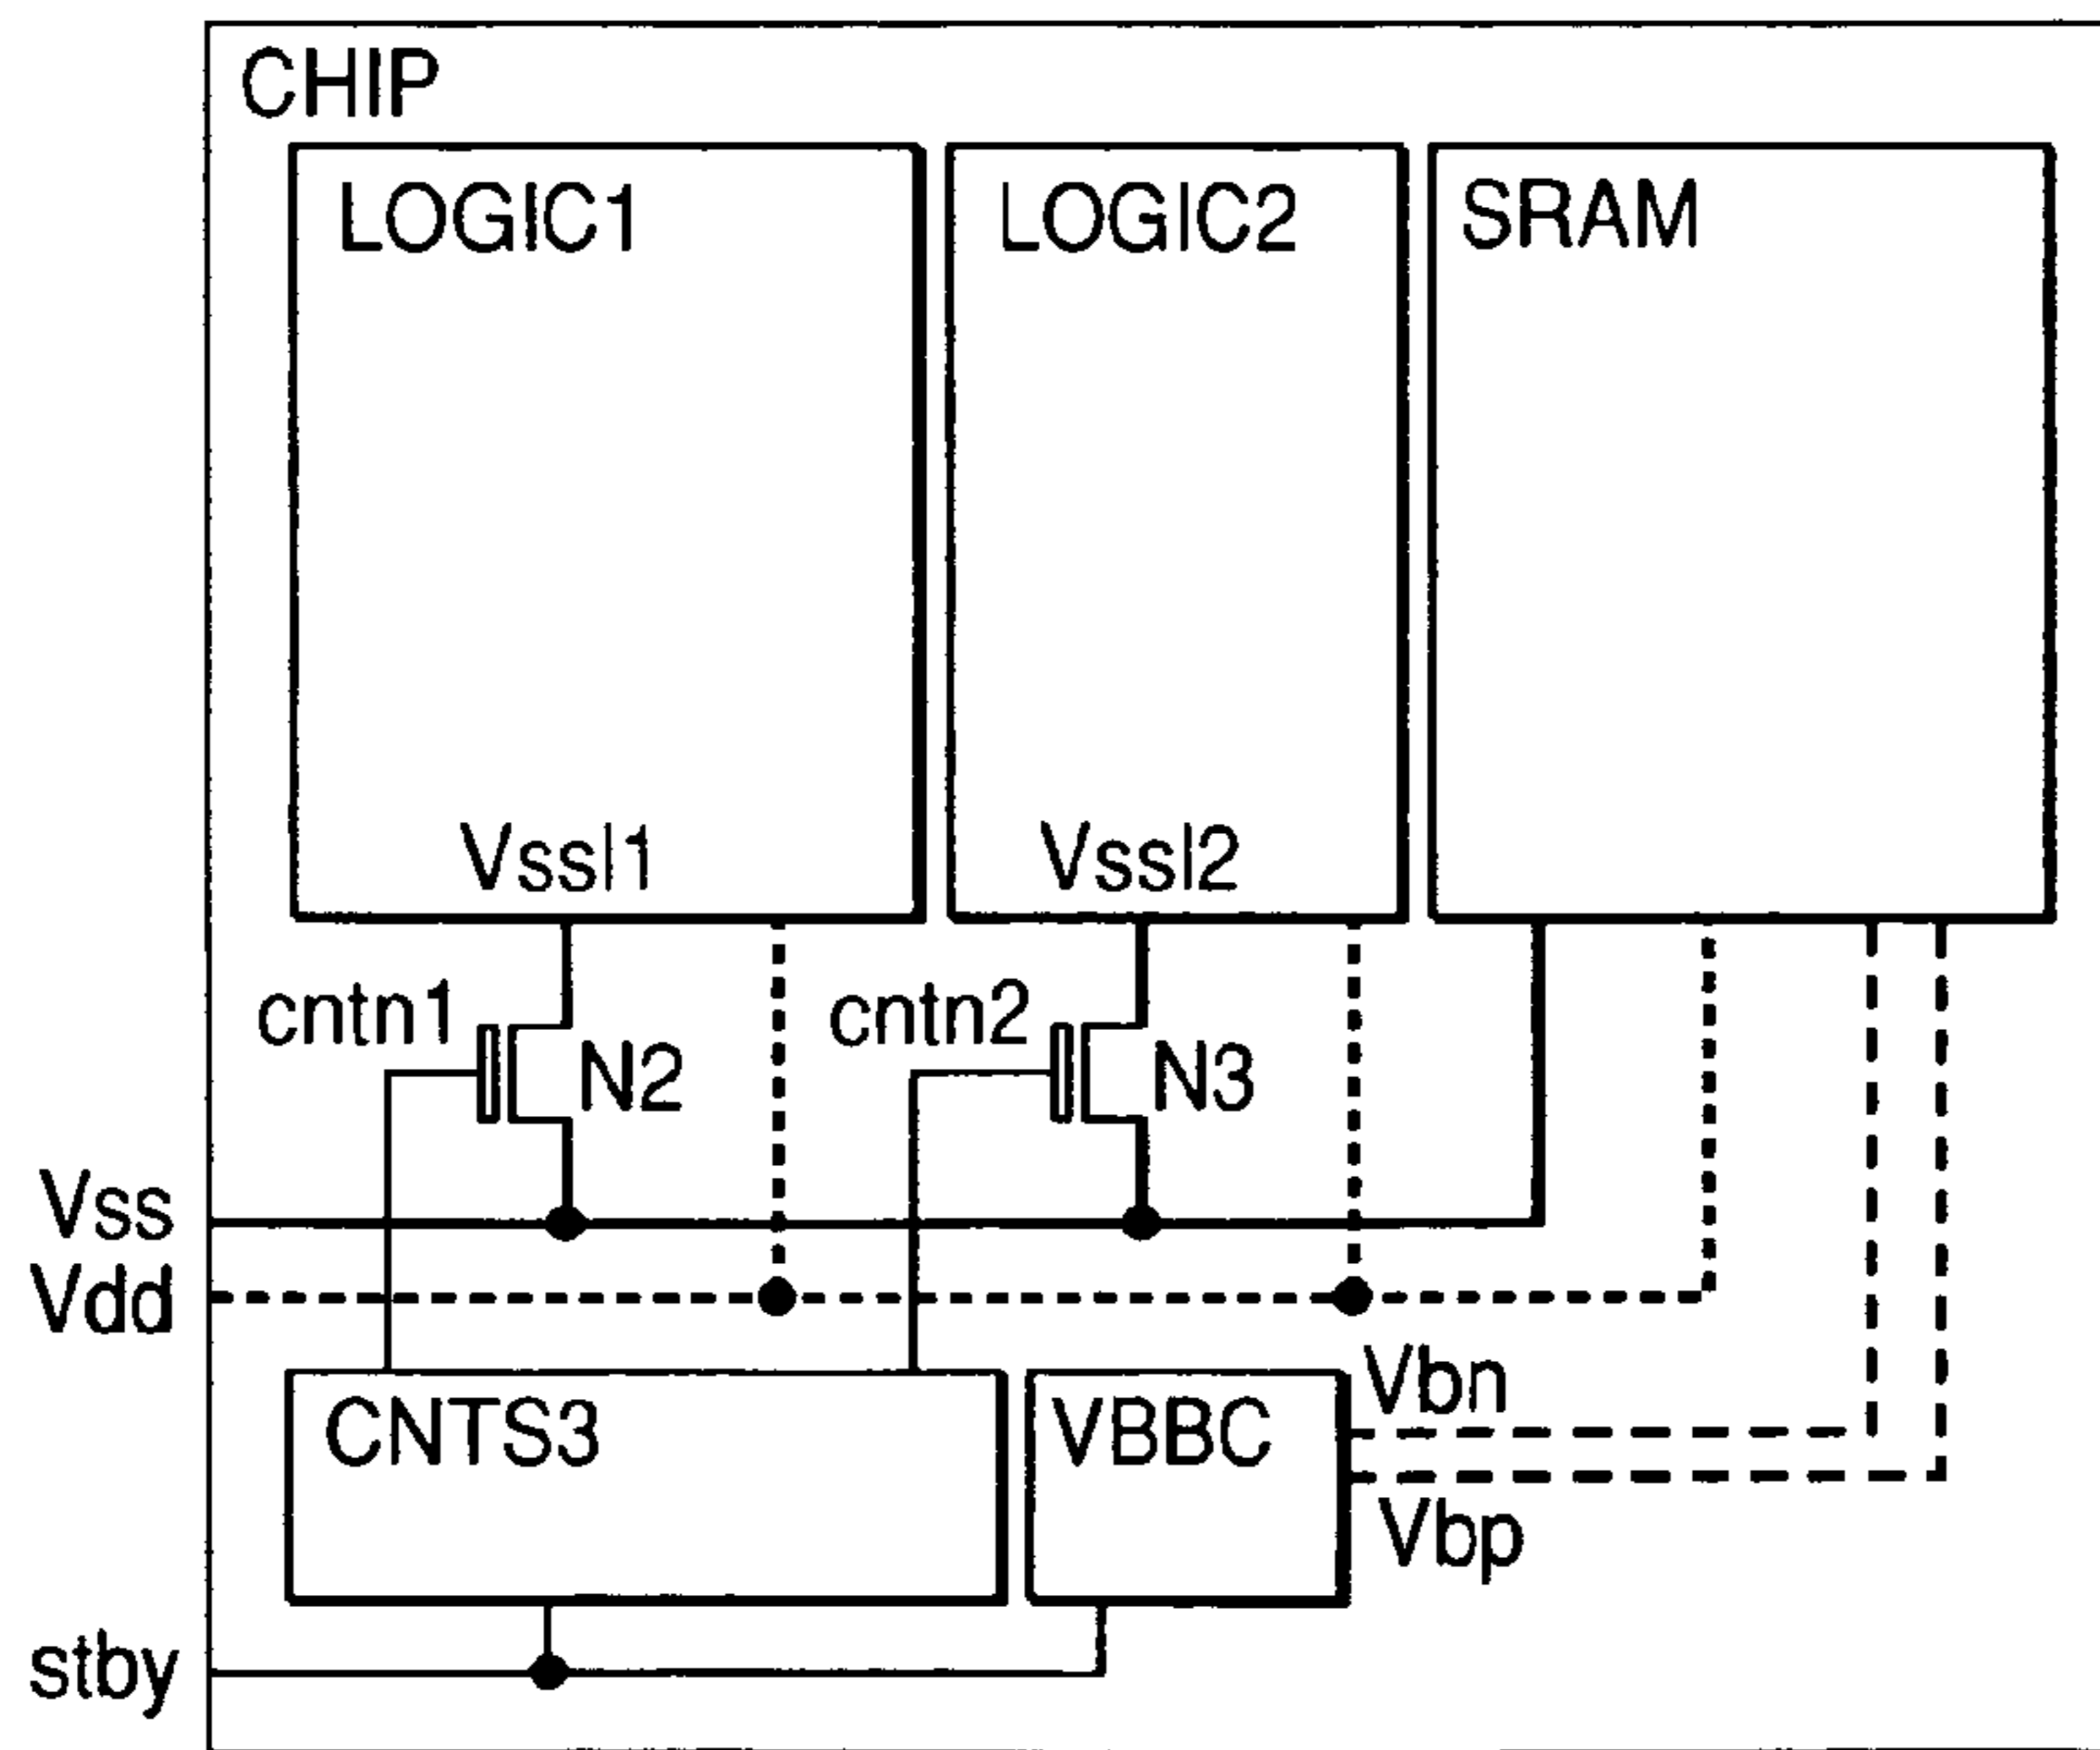 CHIP
LOGIC1
LOGIC2
SRAM
Vssl1
Vssl2
cntn1
N2
cntn2
N3
Vss
Vdd
CNTS3
VBBC
Vbn
Vbp
stby